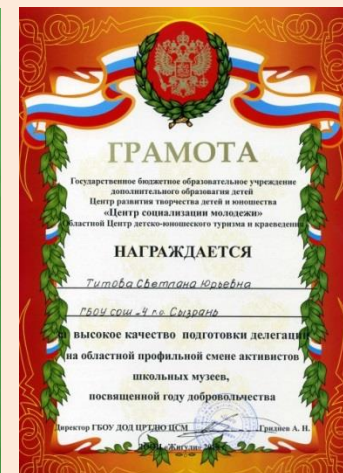 ГРАМОТА
Государственное бюджетное образовательное учреждение
дополнительного образования детей
Центр развития творчества детей и юношества
«Центр социализации молодежи»
Областной Центр детско-юношеского туризма и краеведения
НАГРАЖДАЕТСЯ
Титова Светлана Юрьевна
ГБОУ сош №4 г.о. Сызрань
за высокое качество подготовки делегации
на областной профильной смене активистов
школьных музеев,
посвященной году добровольчества
Директор ГБОУ ДОД ЦРТДЮ ЦСМ Гриднев А. Н.
«Жигули»